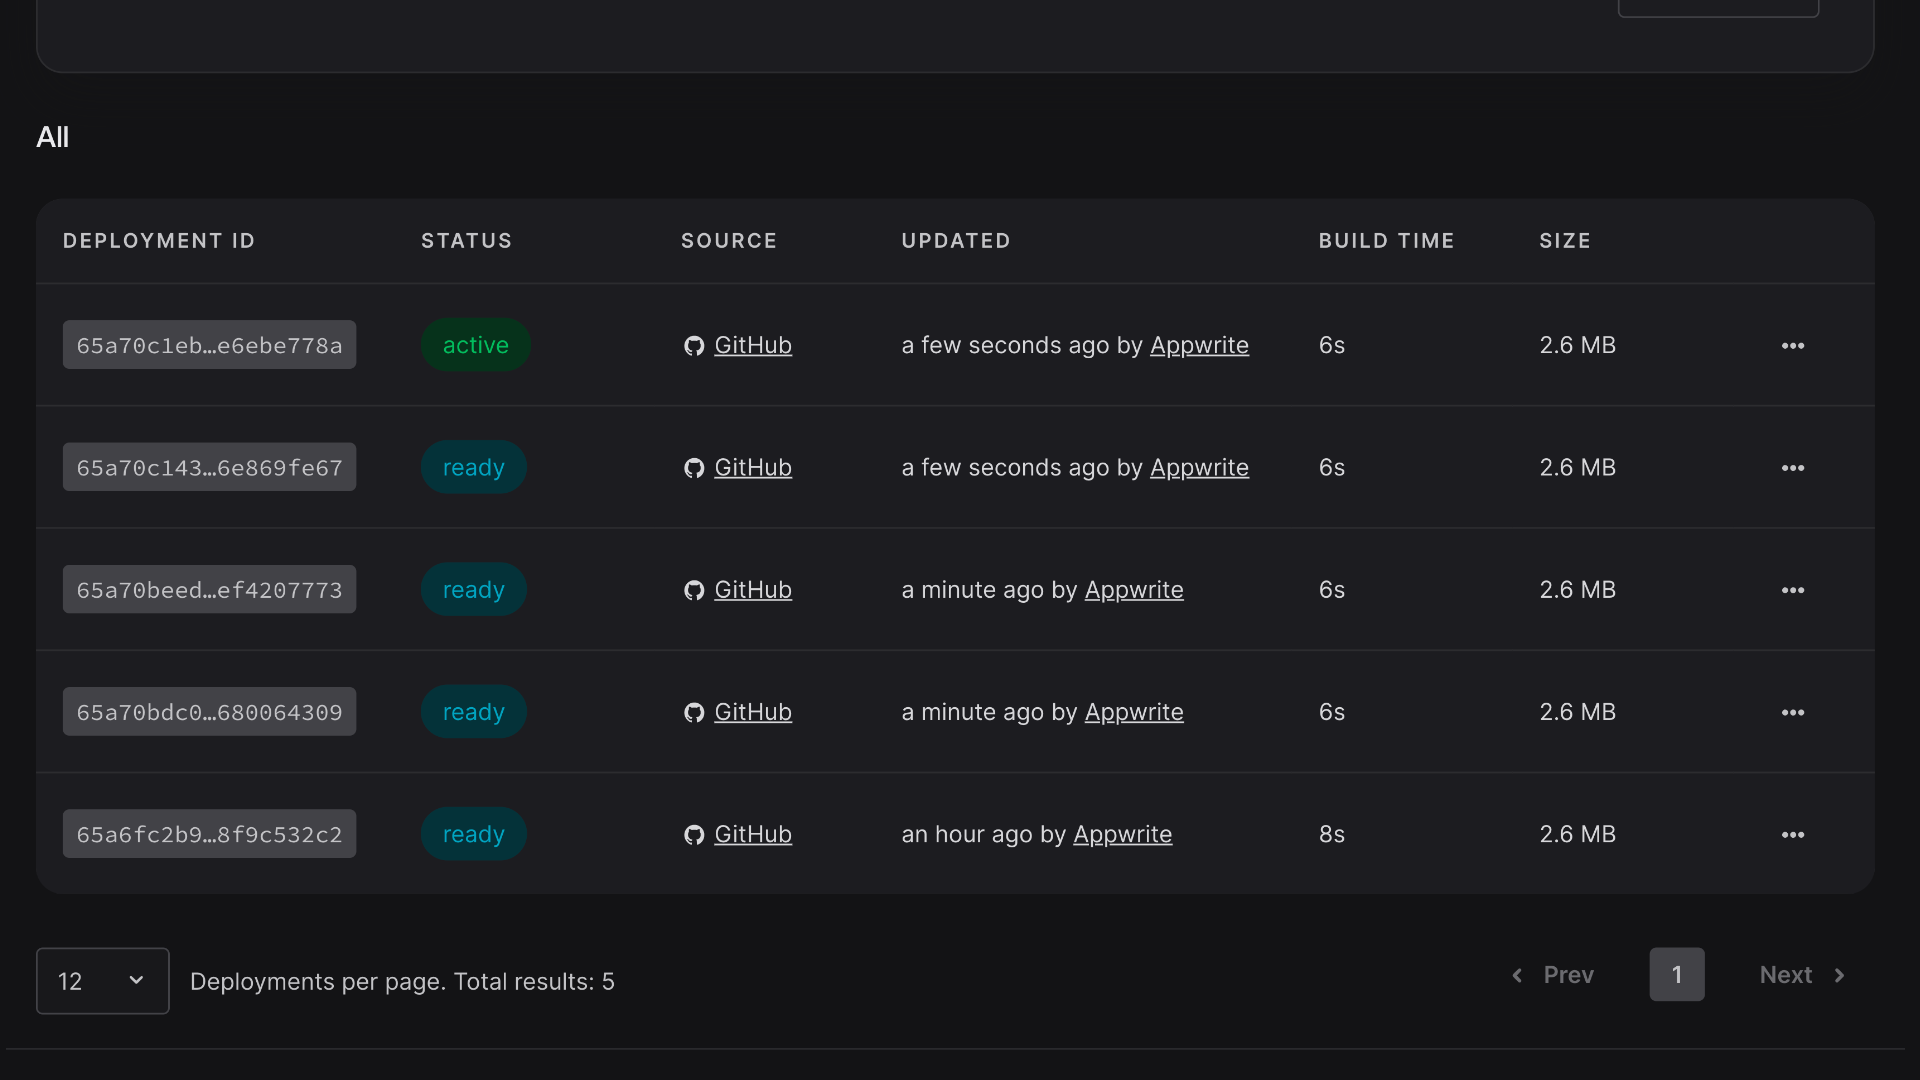 All
DEPLOYMENT ID STATUS SOURCE UPDATED BUILD TIME SIZE
65a70c1eb…e6ebe778a active GitHub a few seconds ago by Appwrite 6s 2.6 MB
65a70c143…6e869fe67 ready GitHub a few seconds ago by Appwrite 6s 2.6 MB
65a70beed…ef4207773 ready GitHub a minute ago by Appwrite 6s 2.6 MB
65a70bdc0…680064309 ready GitHub a minute ago by Appwrite 6s 2.6 MB
65a6fc2b9…8f9c532c2 ready GitHub an hour ago by Appwrite 8s 2.6 MB
12 Deployments per page. Total results: 5 Prev 1 Next